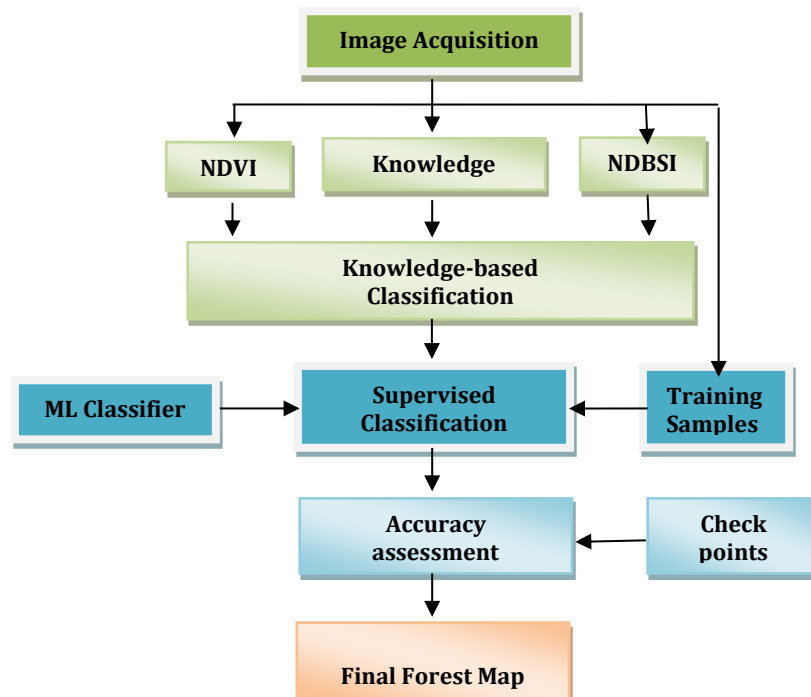 Image Acquisition
NDVI
Knowledge
NDBSI
Knowledge-based
Classification
ML Classifier
Supervised
Classification
Training
Samples
Accuracy
assessment
Check
points
Final Forest Map